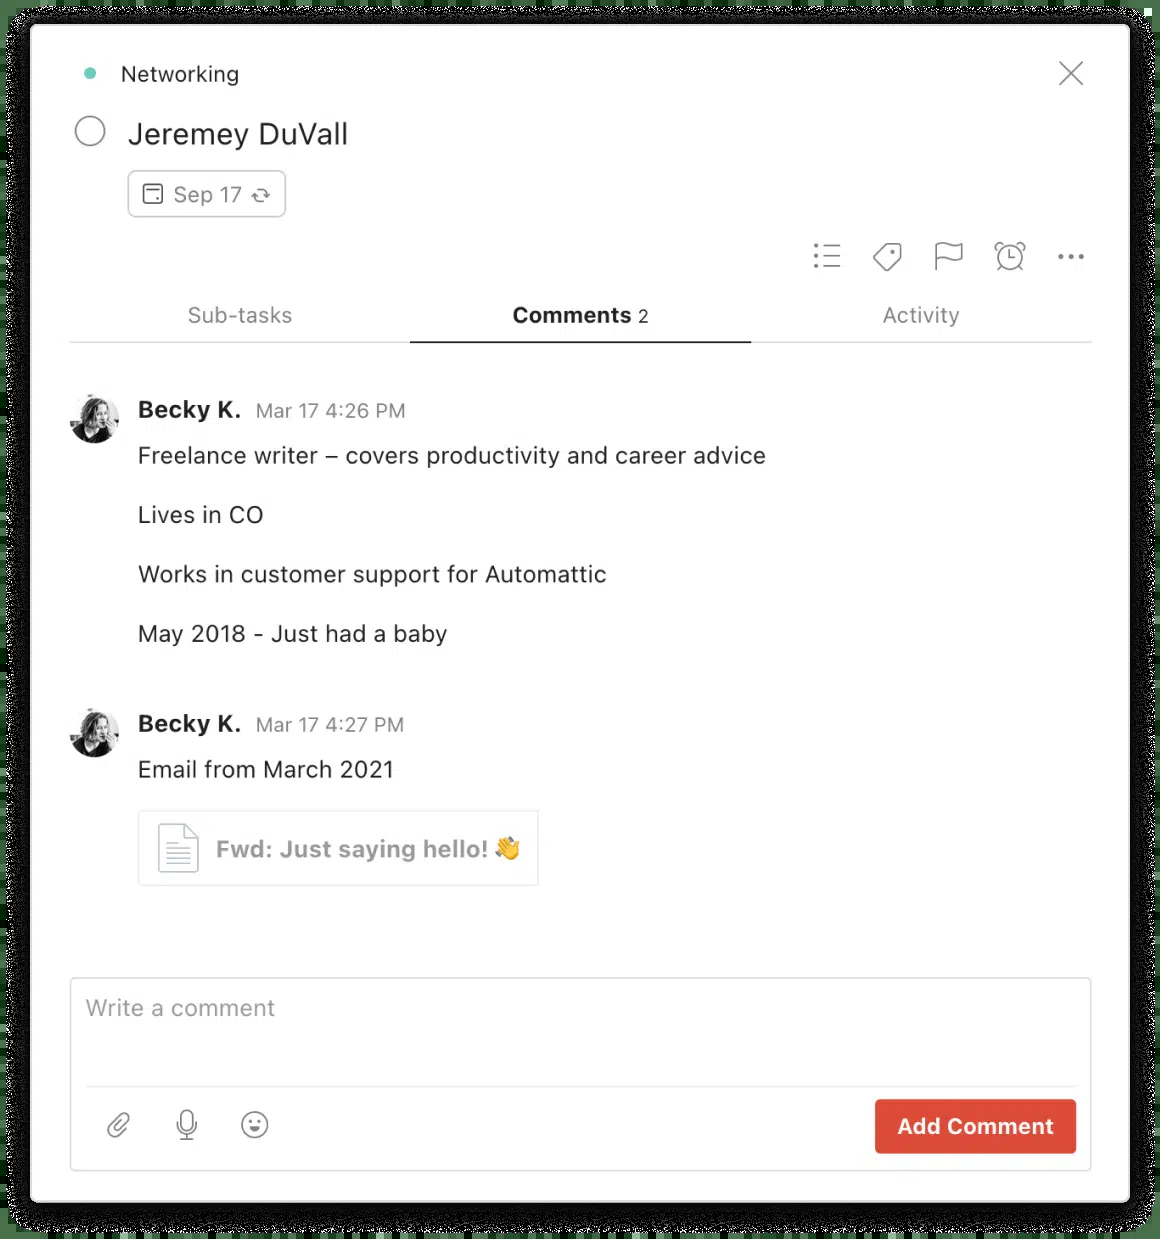 Networking
Jeremey DuVall
Sep 17
Sub-tasks
Comments 2
Activity
Becky K. Mar 17 4:26 PM
Freelance writer – covers productivity and career advice
Lives in CO
Works in customer support for Automattic
May 2018 - Just had a baby
Becky K. Mar 17 4:27 PM
Email from March 2021
Fwd: Just saying hello! 👋
Write a comment
Add Comment